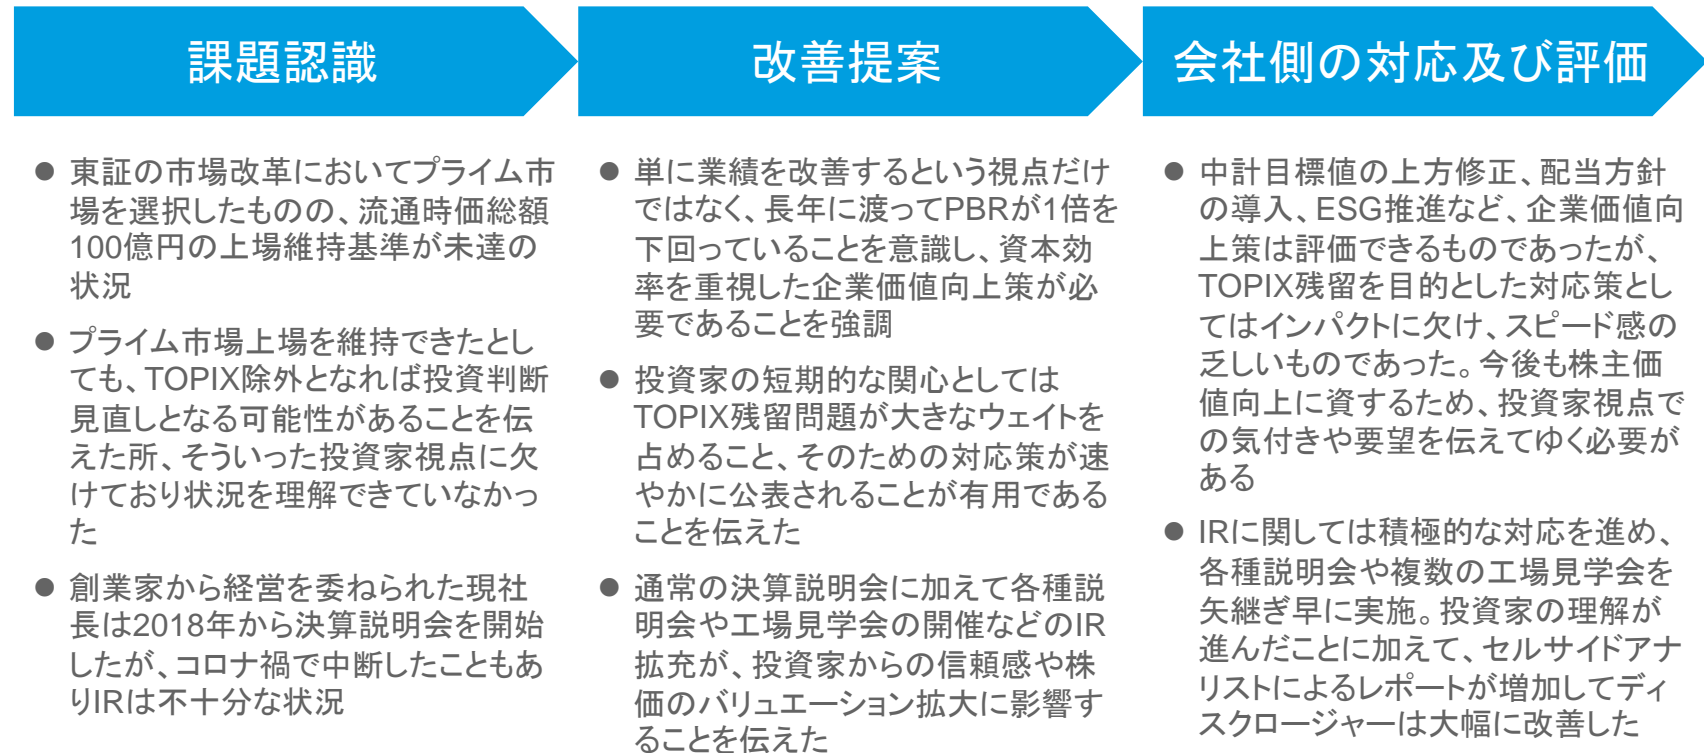 課題認識
東証の市場改革においてプライム市
場を選択したものの、流通時価総額
100億円の上場維持基準が未達の
状況
プライム市場上場を維持できたとし
ても、TOPIX除外となれば投資判断
見直しとなる可能性があることを伝
えた所、そういった投資家視点に欠
けており状況を理解できていなかっ
た
創業家から経営を委ねられた現社
長は2018年から決算説明会を開始
したが、コロナ禍で中断したこともあ
りIRは不十分な状況
改善提案
単に業績を改善するという視点だけ
ではなく、長年に渡ってPBRが1倍を
下回っていることを意識し、資本効
率を重視した企業価値向上策が必
要であることを強調
投資家の短期的な関心としては
TOPIX残留問題が大きなウェイトを
占めること、そのための対応策が速
やかに公表されることが有用である
ことを伝えた
通常の決算説明会に加えて各種説
明会や工場見学会の開催などのIR
拡充が、投資家からの信頼感や株
価のバリュエーション拡大に影響す
ることを伝えた
会社側の対応及び評価
中計目標値の上方修正、配当方針
の導入、ESG推進など、企業価値向
上策は評価できるものであったが、
TOPIX残留を目的とした対応策とし
てはインパクトに欠け、スピード感の
乏しいものであった。今後も株主価
値向上に資するため、投資家視点で
の気付きや要望を伝えてゆく必要が
ある
IRに関しては積極的な対応を進め、
各種説明会や複数の工場見学会を
矢継ぎ早に実施。投資家の理解が
進んだことに加えて、セルサイドアナ
リストによるレポートが増加してディ
スクロージャーは大幅に改善した